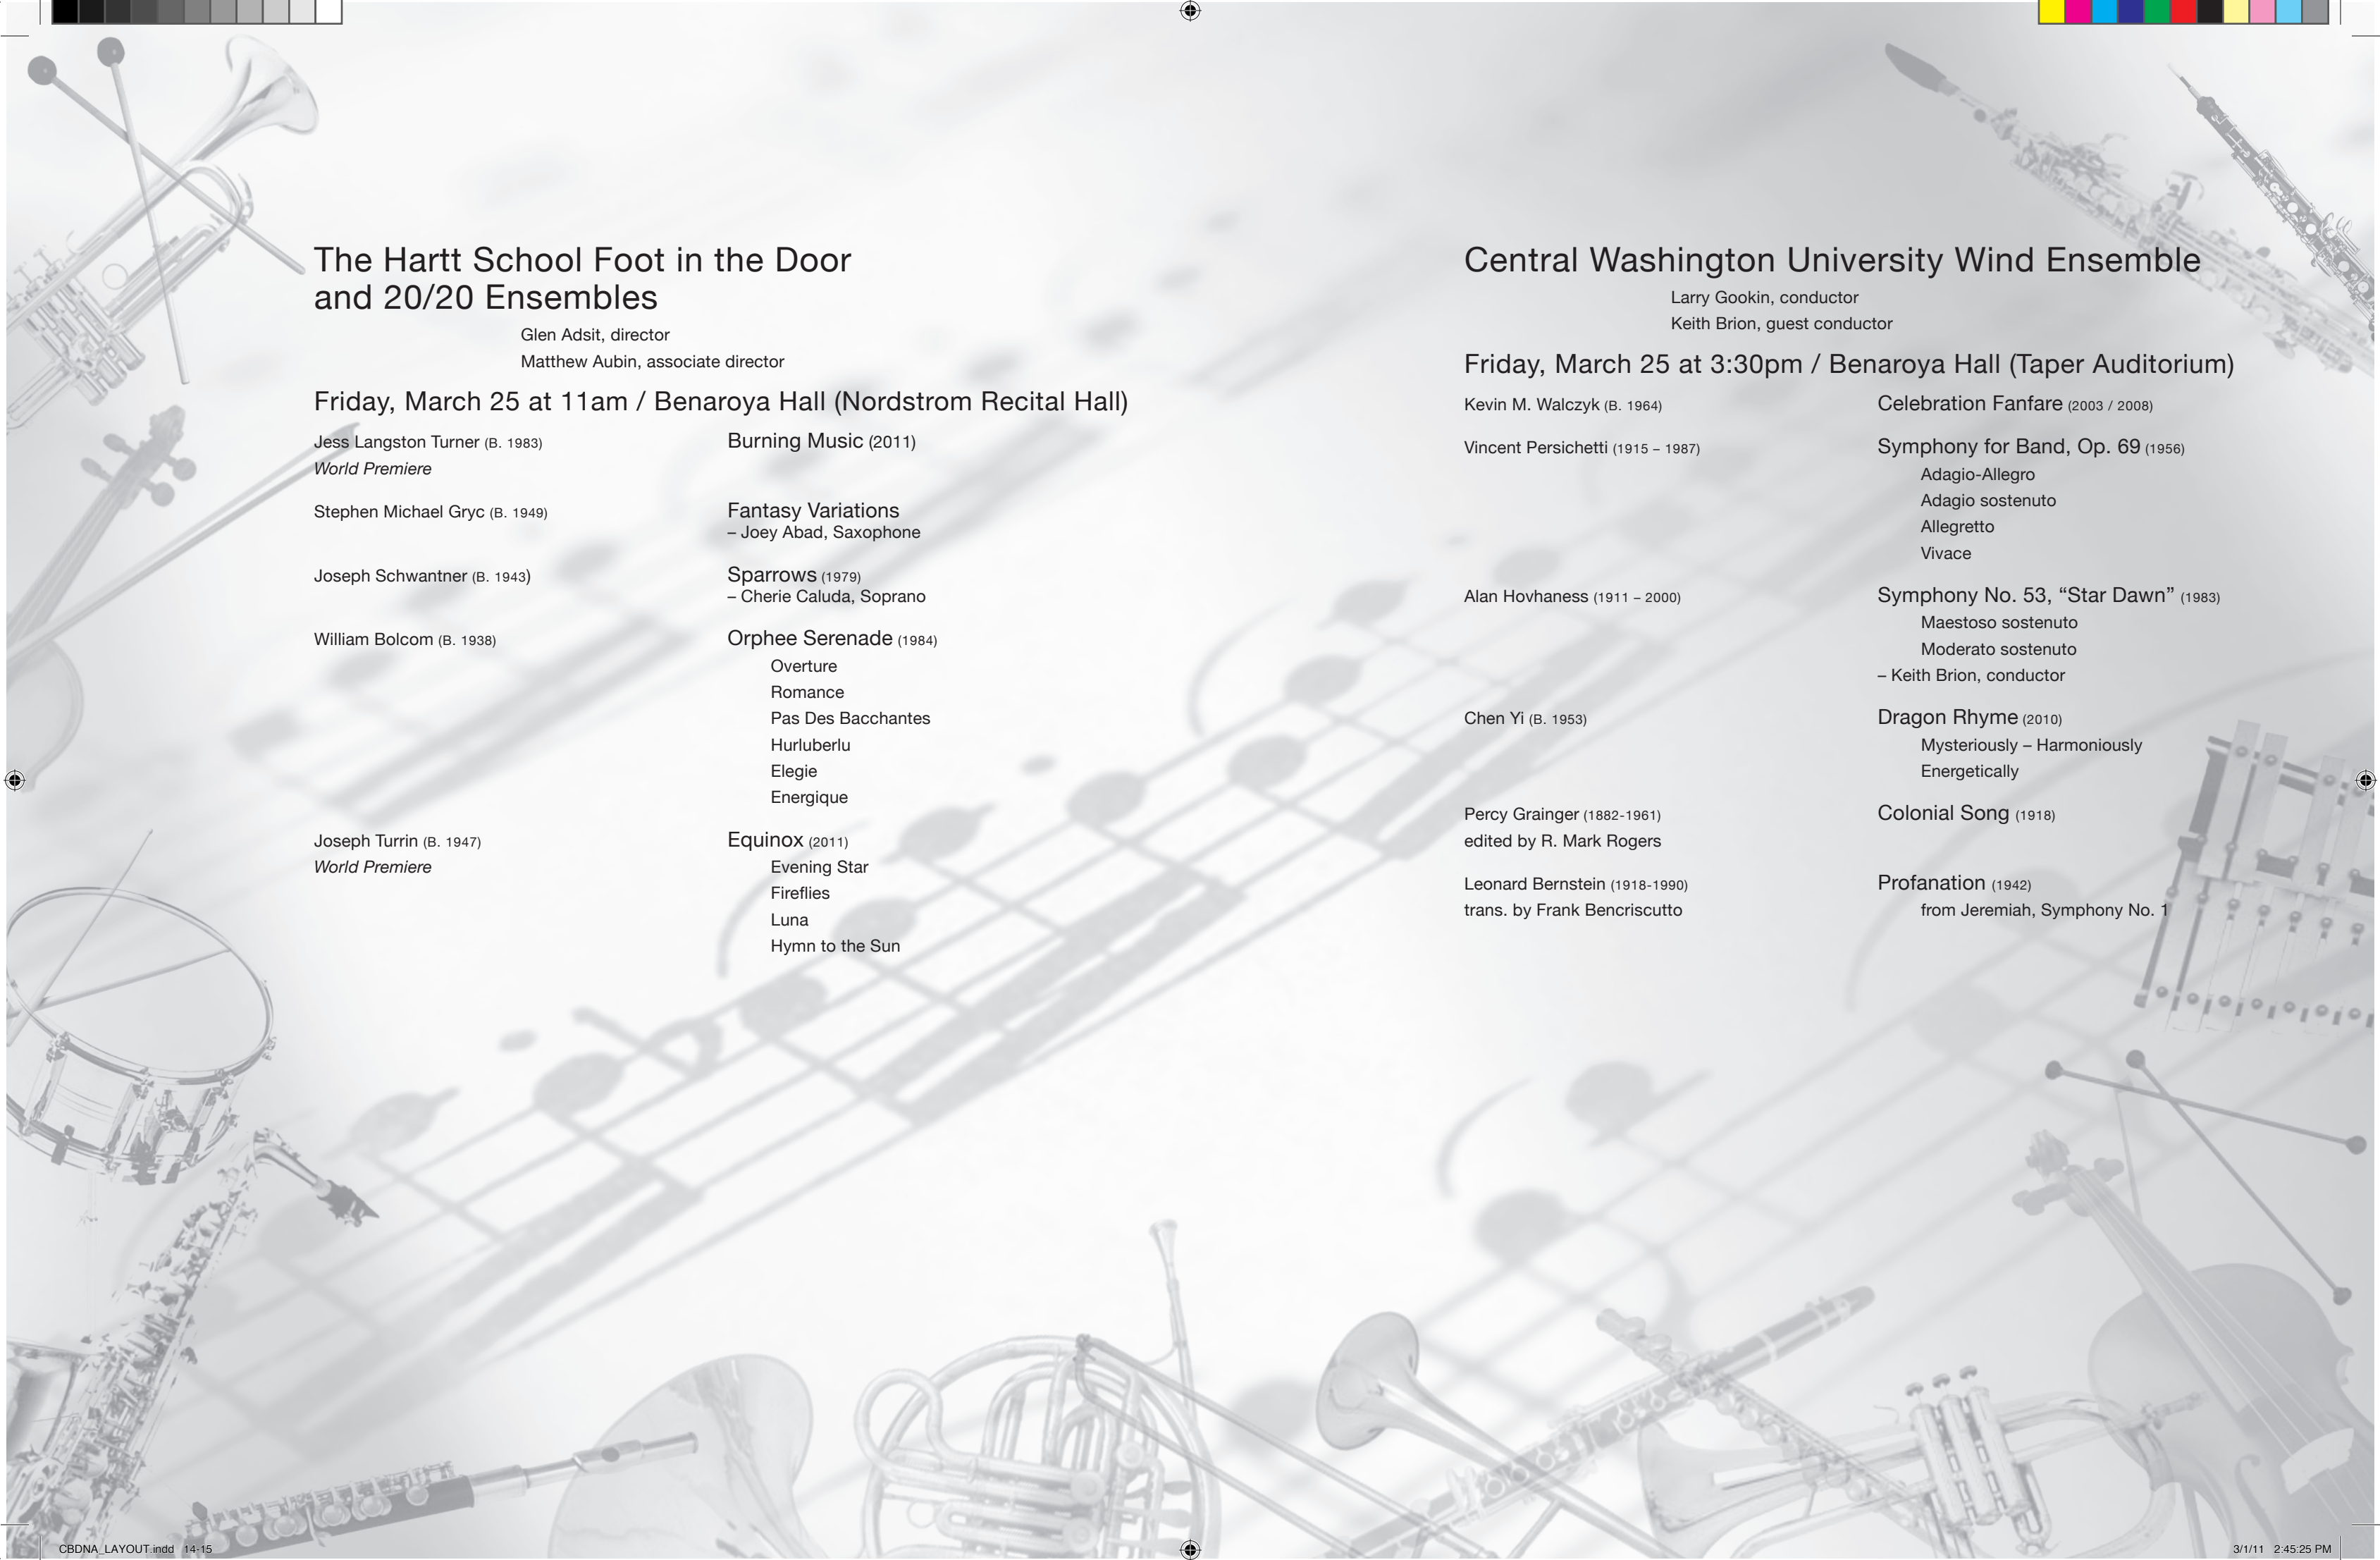 The Hartt School Foot in the Door
and 20/20 Ensembles
Glen Adsit, director
Matthew Aubin, associate director
Friday, March 25 at 11am / Benaroya Hall (Nordstrom Recital Hall)
Jess Langston Turner (B. 1983) Burning Music (2011)
World Premiere
Stephen Michael Gryc (B. 1949) Fantasy Variations
– Joey Abad, Saxophone
Joseph Schwantner (B. 1943) Sparrows (1979)
– Cherie Caluda, Soprano
William Bolcom (B. 1938) Orphee Serenade (1984)
Overture
Romance
Pas Des Bacchantes
Hurluberlu
Elegie
Energique
Joseph Turrin (B. 1947) Equinox (2011)
World Premiere Evening Star
Fireflies
Luna
Hymn to the Sun
Central Washington University Wind Ensemble
Larry Gookin, conductor
Keith Brion, guest conductor
Friday, March 25 at 3:30pm / Benaroya Hall (Taper Auditorium)
Kevin M. Walczyk (B. 1964) Celebration Fanfare (2003 / 2008)
Vincent Persichetti (1915 – 1987) Symphony for Band, Op. 69 (1956)
Adagio-Allegro
Adagio sostenuto
Allegretto
Vivace
Alan Hovhaness (1911 – 2000) Symphony No. 53, “Star Dawn” (1983)
Maestoso sostenuto
Moderato sostenuto
– Keith Brion, conductor
Chen Yi (B. 1953) Dragon Rhyme (2010)
Mysteriously – Harmoniously
Energetically
Percy Grainger (1882-1961) Colonial Song (1918)
edited by R. Mark Rogers
Leonard Bernstein (1918-1990) Profanation (1942)
trans. by Frank Bencriscutto from Jeremiah, Symphony No. 1
CBDNA_LAYOUT.indd 14-15 3/1/11 2:45:25 PM